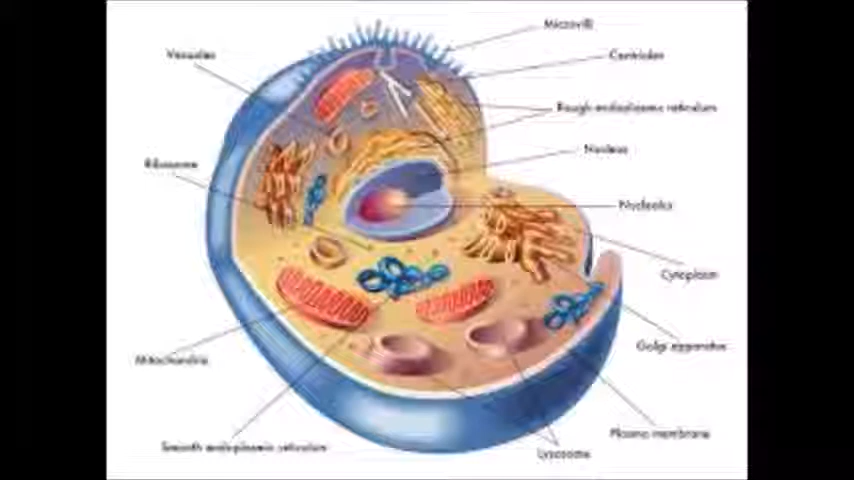 Microvilli
Vacuoles
Centrioles
Rough endoplasmic reticulum
Nucleus
Ribosome
Nucleolus
Cytoplasm
Golgi apparatus
Mitochondria
Plasma membrane
Smooth endoplasmic reticulum
Lysosome